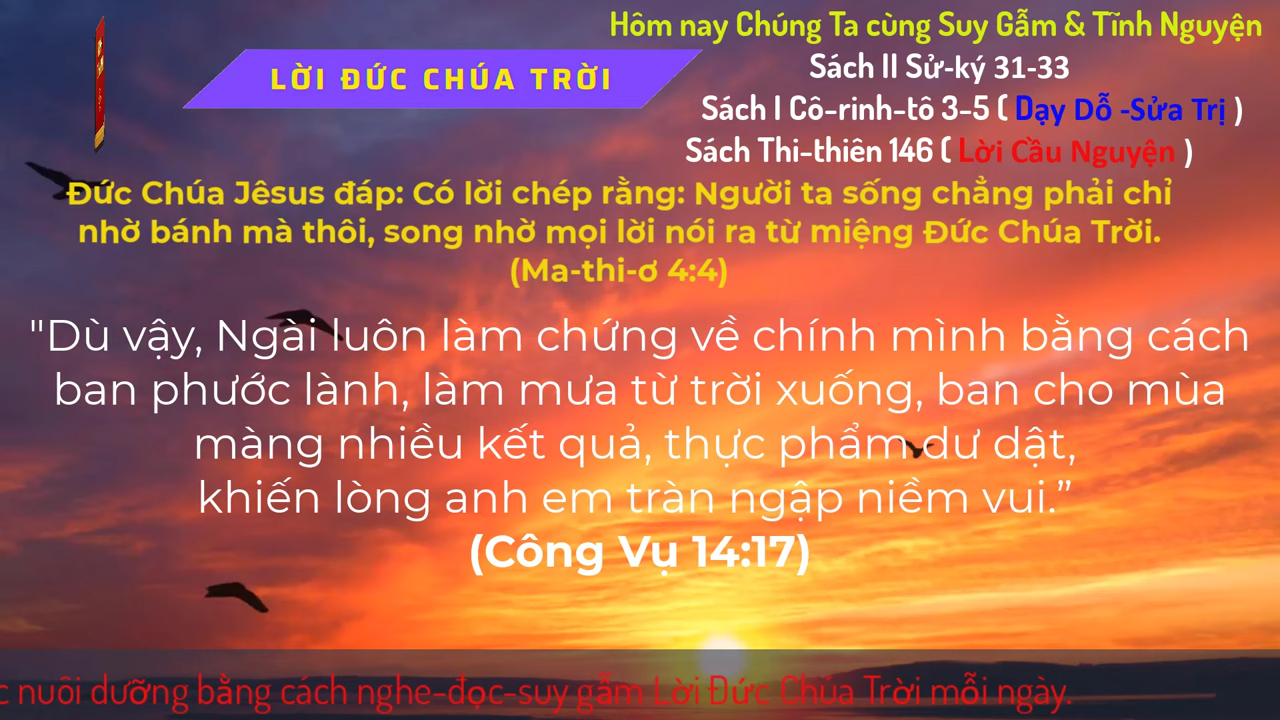 Hôm nay Chúng Ta cùng Suy Gẫm & Tĩnh Nguyện
LỜI ĐỨC CHÚA TRỜI
Sách II Sử-ký 31-33
Sách I Cô-rinh-tô 3-5 ( Dạy Dỗ -Sửa Trị )
Sách Thi-thiên 146 ( Lời Cầu Nguyện )
Đức Chúa Jêsus đáp: Có lời chép rằng: Người ta sống chẳng phải chỉ
nhờ bánh mà thôi, song nhờ mọi lời nói ra từ miệng Đức Chúa Trời.
(Ma-thi-ơ 4:4)
"Dù vậy, Ngài luôn làm chứng về chính mình bằng cách
ban phước lành, làm mưa từ trời xuống, ban cho mùa
màng nhiều kết quả, thực phẩm dư dật,
khiến lòng anh em tràn ngập niềm vui.”
(Công Vụ 14:17)
nuôi dưỡng bằng cách nghe-đọc-suy gẫm Lời Đức Chúa Trời mỗi ngày.